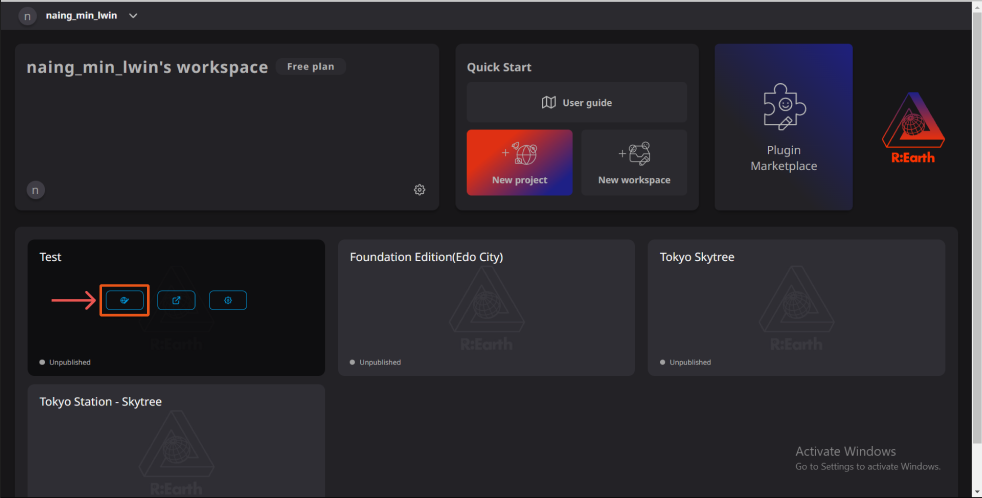 n naing_min_lwin
naing_min_lwin's workspace Free plan
n
Quick Start
User guide
New project
New workspace
Plugin
Marketplace
R:Earth
Test
R:Earth
Unpublished
Foundation Edition(Edo City)
R:Earth
Unpublished
Tokyo Skytree
R:Earth
Unpublished
Tokyo Station - Skytree
R:Earth
Activate Windows
Go to Settings to activate Windows.